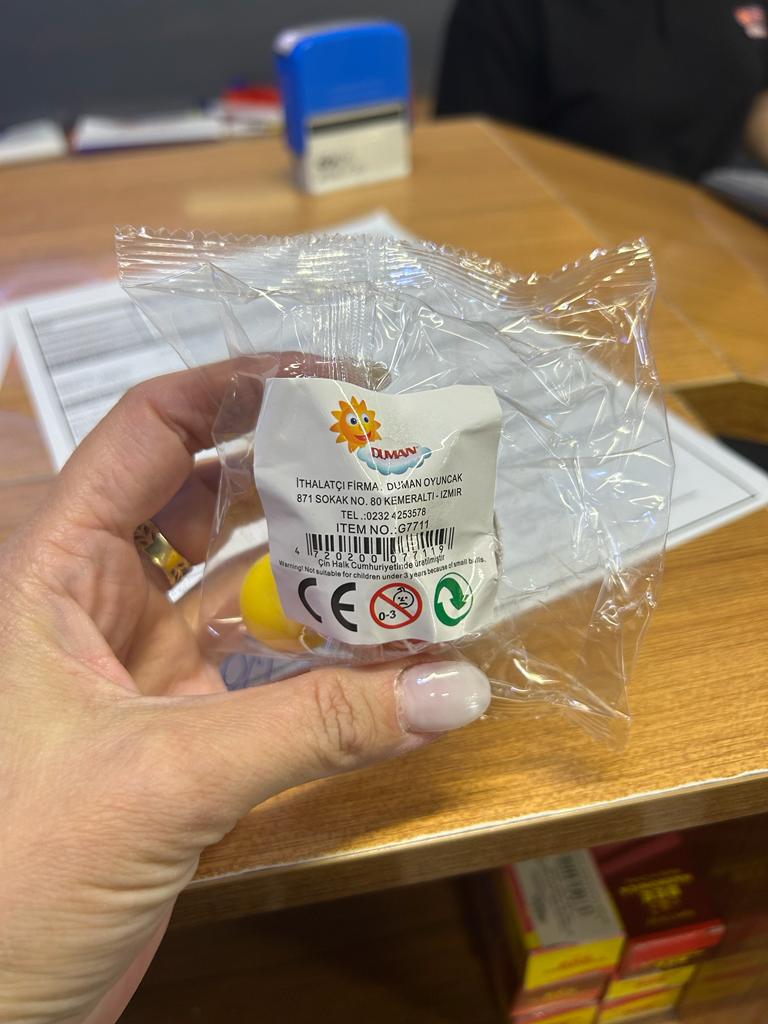 DUMAN
İTHALATÇI FİRMA: DUMAN OYUNCAK
871 SOKAK NO. 80 KEMERALTI - IZMIR
TEL.:0232 4253578
ITEM NO.:G7711
4 720200 077119
Çin Halk Cumhuriyetinde üretilmiştir
Warning! Not suitable for children under 3 years because of small balls.
CE
0-3